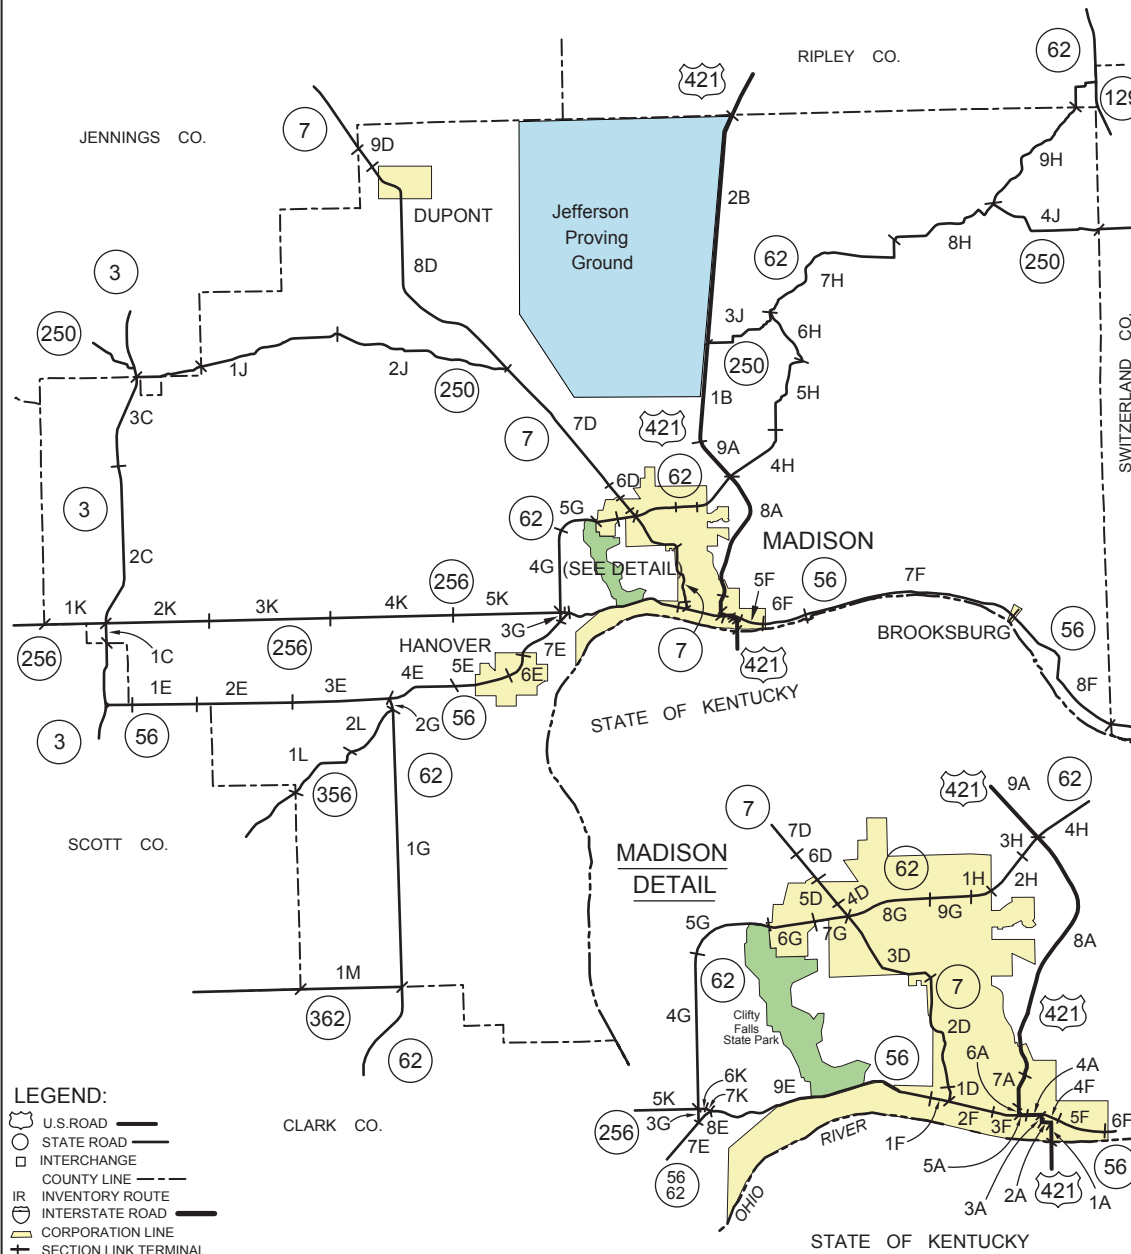 RIPLEY CO.
62
421
129
7
JENNINGS CO.
9D
9H
2B
DUPONT
Jefferson
Proving
Ground
4J
8H
62
250
8D
7H
3
3J
6H
250
1J
2J
250
250
SWITZERLAND CO.
1B
5H
3C
7D
421
7
9A
4H
6D
62
3
5G
62
8A
MADISON
2C
4G
(SEE DETAIL)
256
5F
56
7F
1K
2K
3K
4K
5K
6F
3G
BROOKSBURG
56
256
1C
256
HANOVER
7E
7
421
1E
2E
3E
4E
5E
6E
8F
3
56
2L
2G
56
STATE OF KENTUCKY
1L
62
356
421
9A
62
7
SCOTT CO.
1G
7D
4H
MADISON
DETAIL
6D
62
3H
1H
2H
5D
4D
8G
9G
5G
6G
7G
8A
3D
1M
62
7
362
4G
Clifty
Falls
State Park
421
2D
62
56
6A
4A
LEGEND:
6K
9E
7A
4F
U.S.ROAD
5K
7K
1D
STATE ROAD
CLARK CO.
256
3G
8E
2F
3F
5F
6F
INTERCHANGE
7E
RIVER
1F
COUNTY LINE
5A
56
IR INVENTORY ROUTE
56
62
2A
421
1A
INTERSTATE ROAD
OHIO
3A
CORPORATION LINE
STATE OF KENTUCKY
SECTION LINK TERMINAL